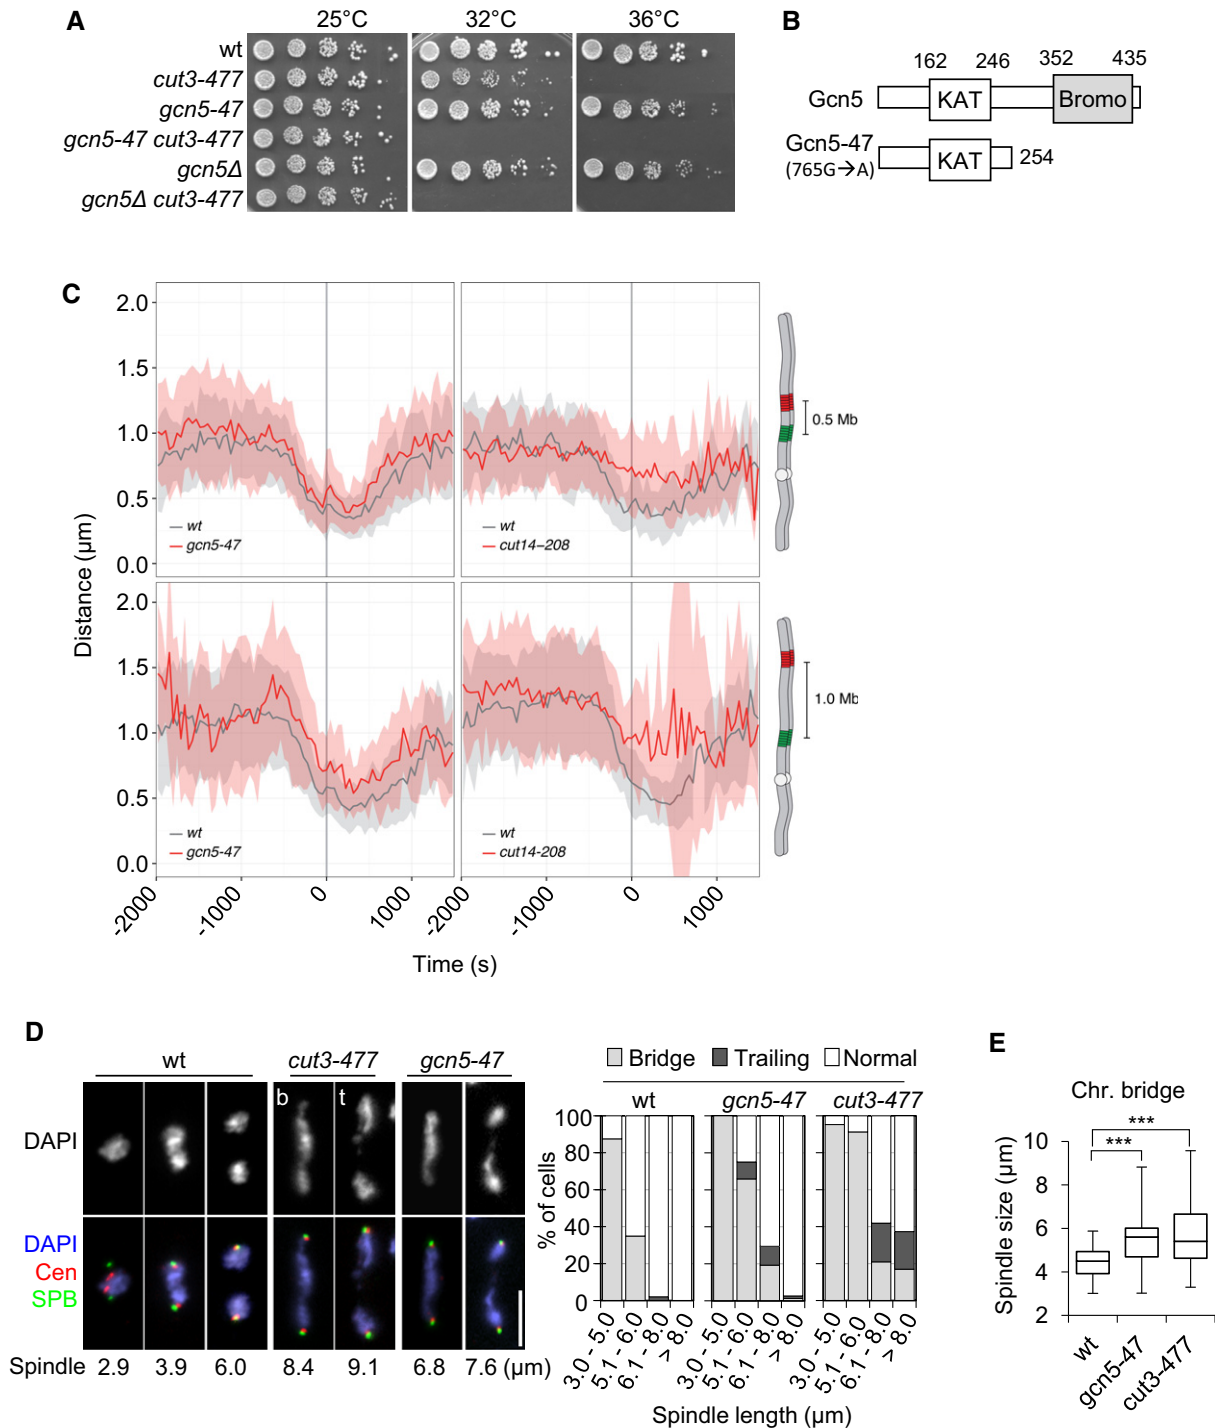 A
25°C 32°C 36°C
wt
cut3-477
gcn5-47
gcn5-47 cut3-477
gcn5Δ
gcn5Δ cut3-477
B
162 246 352 435
Gcn5 KAT Bromo
Gcn5-47
(765G→A)
KAT 254
C
2.0
1.5
1.0
0.5
0.0
wt
gcn5-47
wt
cut14-208
0.5 Mb
Distance (µm)
2.0
1.5
1.0
0.5
0.0
wt
gcn5-47
wt
cut14-208
1.0 Mb
-2000 -1000 0 1000 -2000 -1000 0 1000
Time (s)
D
wt cut3-477 gcn5-47
b t
DAPI
DAPI
Cen
SPB
Spindle 2.9 3.9 6.0 8.4 9.1 6.8 7.6 (µm)
Bridge Trailing Normal
wt gcn5-47 cut3-477
% of cells
100
80
60
40
20
0
3.0 - 5.0 5.1 - 6.0 6.1 - 8.0 > 8.0 3.0 - 5.0 5.1 - 6.0 6.1 - 8.0 > 8.0 3.0 - 5.0 5.1 - 6.0 6.1 - 8.0 > 8.0
Spindle length (µm)
E
Chr. bridge
***
***
Spindle size (µm)
10
8
6
4
2
wt gcn5-47 cut3-477